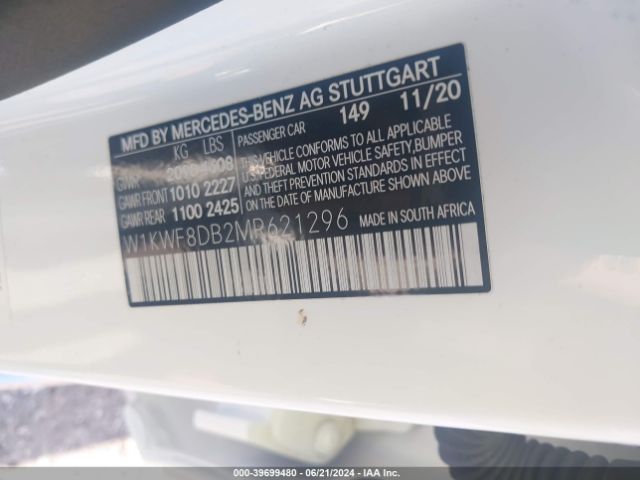 MFD BY MERCEDES-BENZ AG STUTTGART
KG LBS PASSENGER CAR 149 11/20
GVWR
GAWR FRONT 1010 2227
GAWR REAR 1100 2425
THIS VEHICLE CONFORMS TO ALL APPLICABLE
U.S. FEDERAL MOTOR VEHICLE SAFETY, BUMPER
AND THEFT PREVENTION STANDARDS IN EFFECT
ON THE DATE OF MANUFACTURE SHOWN ABOVE
W1KWF8DB2MR621296 MADE IN SOUTH AFRICA
000-39699480 - 06/21/2024 - IAA Inc.